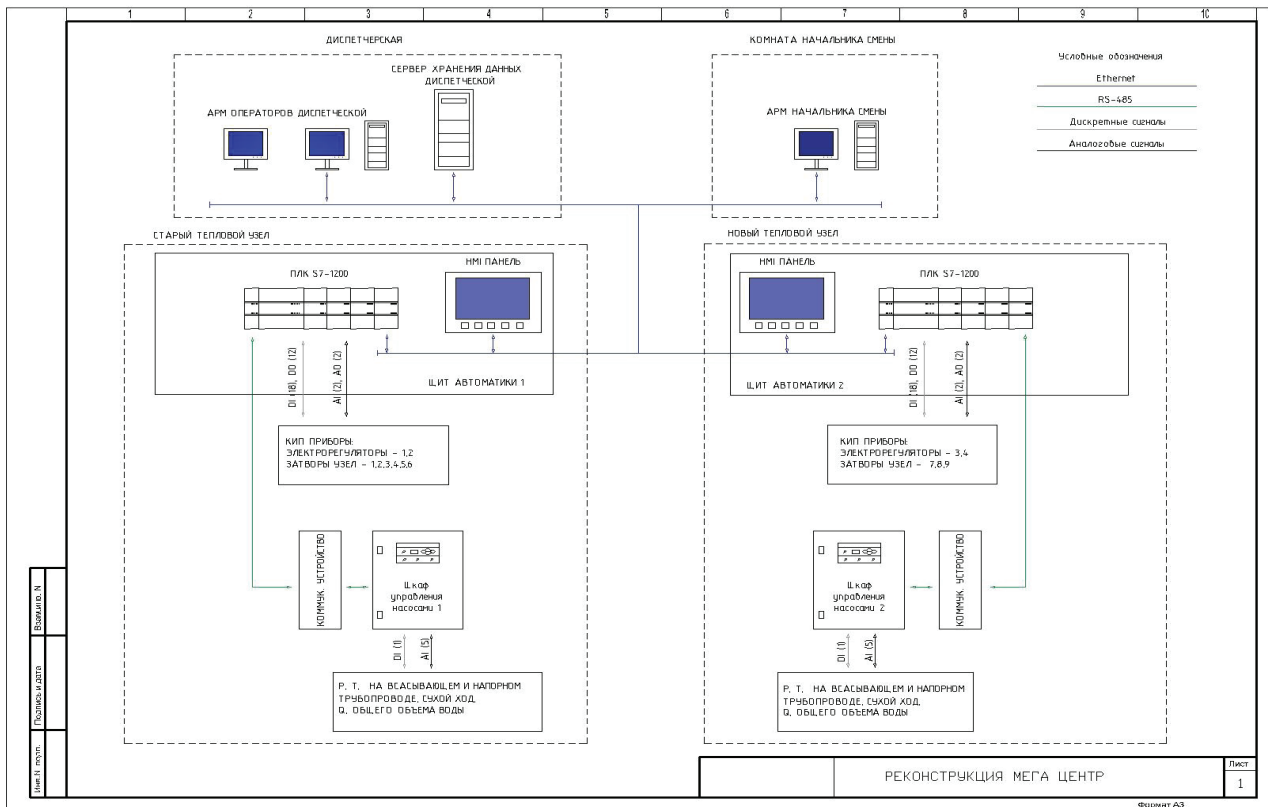 1 2 3 4 5 6 7 8 9 10
ДИСПЕТЧЕРСКАЯ
СЕРВЕР ХРАНЕНИЯ ДАННЫХ
ДИСПЕТЧЕСКОЙ
АРМ ОПЕРАТОРОВ ДИСПЕТЧЕСКОЙ
КОМНАТА НАЧАЛЬНИКА СМЕНЫ
АРМ НАЧАЛЬНИКА СМЕНЫ
Условные обозначения
Ethernet
RS-485
Дискретные сигналы
Аналоговые сигналы
СТАРЫЙ ТЕПЛОВОЙ УЗЕЛ
ПЛК S7-1200
HMI ПАНЕЛЬ
DI (18), DO (12)
AI (2), AO (2)
ЩИТ АВТОМАТИКИ 1
КИП ПРИБОРЫ:
ЭЛЕКТРОРЕГУЛЯТОРЫ - 1,2
ЗАТВОРЫ УЗЕЛ - 1,2,3,4,5,6
КОММУК. УСТРОЙСТВО
Шкаф
управления
насосами 1
DI (1)
AI (5)
P, T, НА ВСАСЫВАЮЩЕМ И НАПОРНОМ
ТРУБОПРОВОДЕ, СУХОЙ ХОД,
Q, ОБЩЕГО ОБЪЕМА ВОДЫ
НОВЫЙ ТЕПЛОВОЙ УЗЕЛ
HMI ПАНЕЛЬ
ПЛК S7-1200
DI (18), DO (12)
AI (2), AO (2)
ЩИТ АВТОМАТИКИ 2
КИП ПРИБОРЫ:
ЭЛЕКТРОРЕГУЛЯТОРЫ - 3,4
ЗАТВОРЫ УЗЕЛ - 7,8,9
Шкаф
управления
насосами 2
КОММУК. УСТРОЙСТВО
DI (1)
AI (5)
P, T, НА ВСАСЫВАЮЩЕМ И НАПОРНОМ
ТРУБОПРОВОДЕ, СУХОЙ ХОД,
Q, ОБЩЕГО ОБЪЕМА ВОДЫ
Взам.ин. N
Подпись и дата
Инв.N подл.
РЕКОНСТРУКЦИЯ МЕГА ЦЕНТР
Лист
1
Формат А3